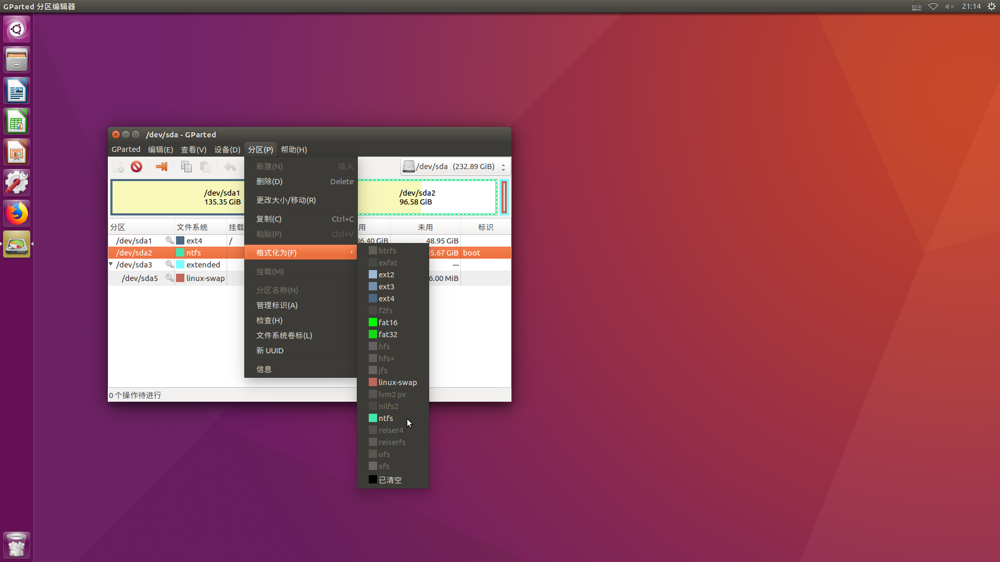 GParted 分区编辑器
21:14
/dev/sda - GParted
GParted 编辑(E) 查看(V) 设备(D) 分区(P) 帮助(H)
/dev/sda (232.89 GiB)
/dev/sda1
135.35 GiB
/dev/sda2
96.58 GiB
分区 文件系统 挂载 用 未用 标识
/dev/sda1 ext4 / 86.40 GiB 48.95 GiB
/dev/sda2 ntfs 5.67 GiB boot
/dev/sda3 extended —
/dev/sda5 linux-swap 6.00 MiB
0 个操作待进行
新建(N) 插入
删除(D) Delete
更改大小/移动(R)
复制(C) Ctrl+C
粘贴(P) Ctrl+V
格式化为(F)
挂载(M)
分区名称(N)
管理标识(A)
检查(H)
文件系统卷标(L)
新 UUID
信息
btrfs
exfat
ext2
ext3
ext4
f2fs
fat16
fat32
hfs
hfs+
jfs
linux-swap
lvm2 pv
nilfs2
ntfs
reiser4
reiserfs
ufs
xfs
已清空